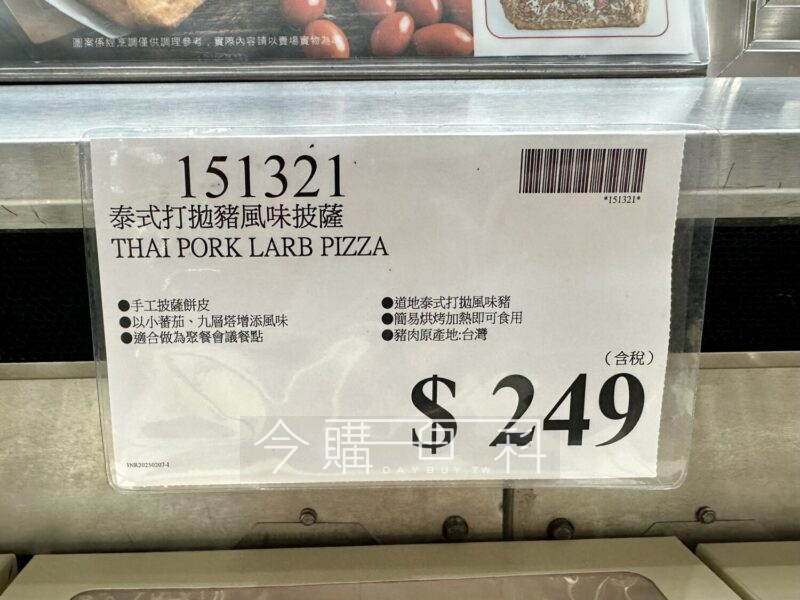 圖案係經烹調僅供調理參考，實際內容請以賣場實物為
151321
*151321*
泰式打拋豬風味披薩
THAI PORK LARB PIZZA
●手工披薩餅皮
●以小蕃茄、九層塔增添風味
●適合做為聚餐會議餐點
●道地泰式打拋風味豬
●簡易烘烤加熱即可食用
●豬肉原產地:台灣
（含稅）
$ 249
今購百科
DAYBUY.TW
INR20250207-1